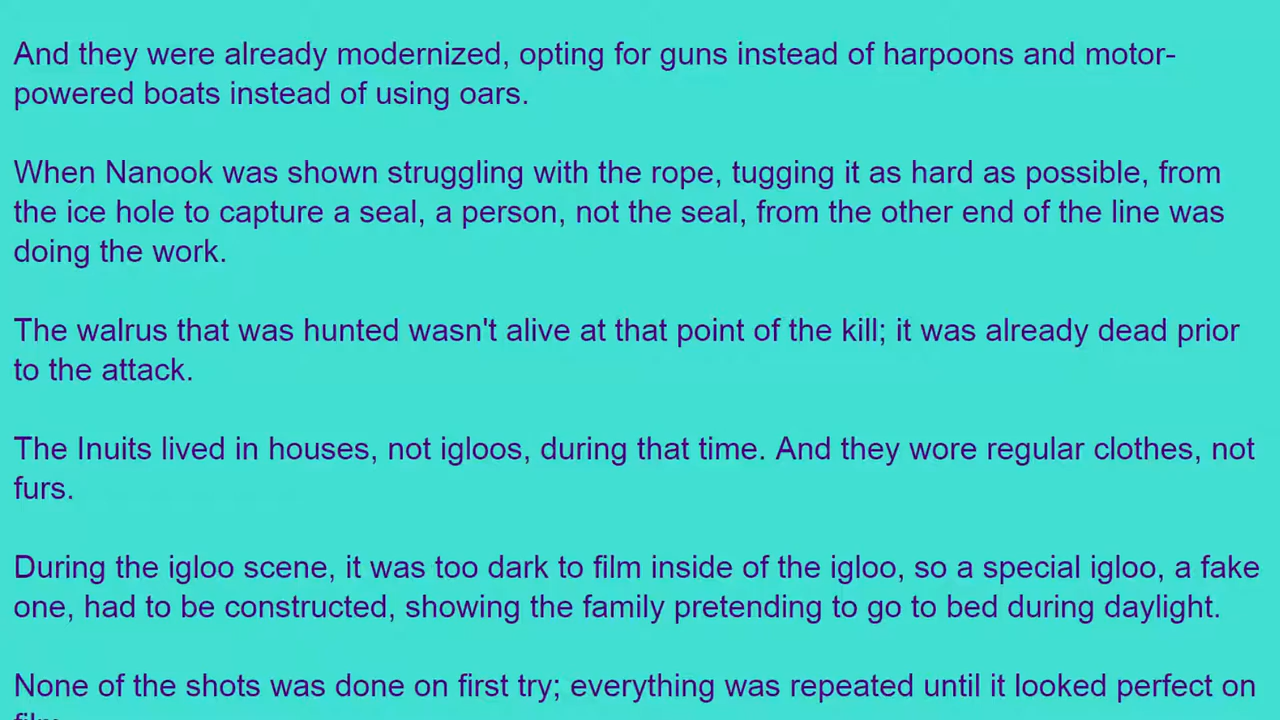 And they were already modernized, opting for guns instead of harpoons and motor-
powered boats instead of using oars.
When Nanook was shown struggling with the rope, tugging it as hard as possible, from
the ice hole to capture a seal, a person, not the seal, from the other end of the line was
doing the work.
The walrus that was hunted wasn't alive at that point of the kill; it was already dead prior
to the attack.
The Inuits lived in houses, not igloos, during that time. And they wore regular clothes, not
furs.
During the igloo scene, it was too dark to film inside of the igloo, so a special igloo, a fake
one, had to be constructed, showing the family pretending to go to bed during daylight.
None of the shots was done on first try; everything was repeated until it looked perfect on